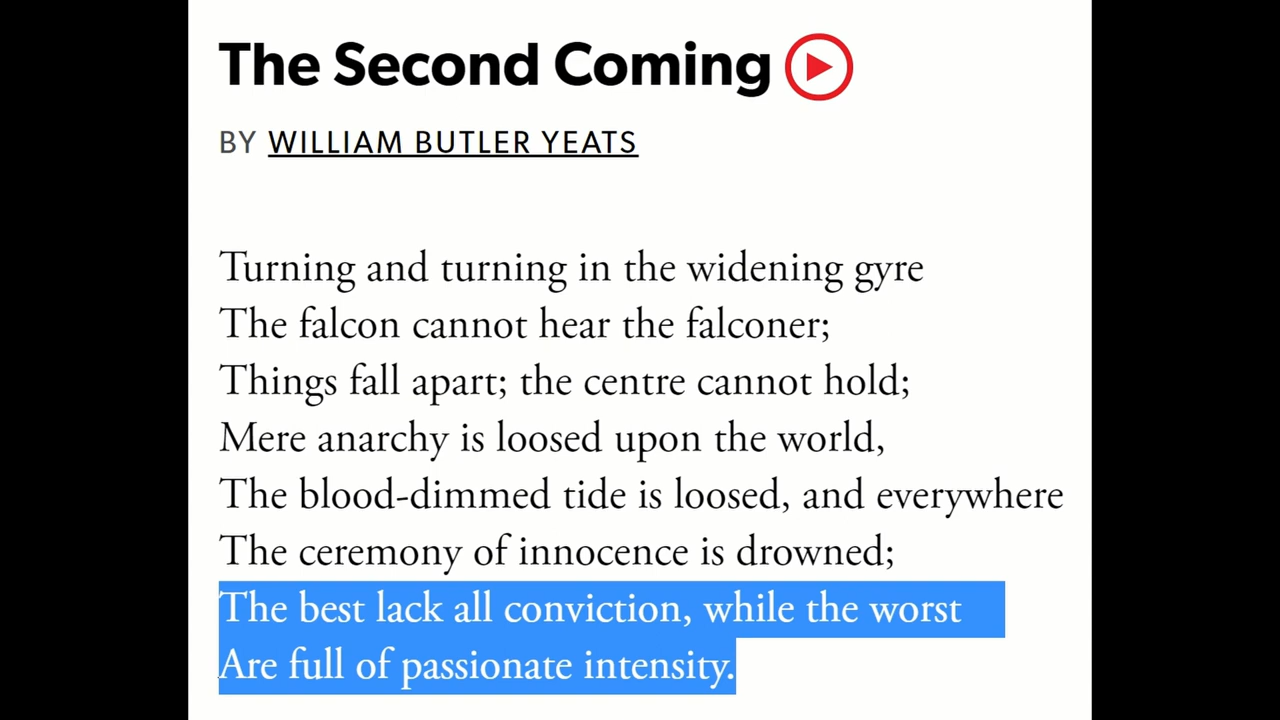 The Second Coming
BY WILLIAM BUTLER YEATS
Turning and turning in the widening gyre
The falcon cannot hear the falconer;
Things fall apart; the centre cannot hold;
Mere anarchy is loosed upon the world,
The blood-dimmed tide is loosed, and everywhere
The ceremony of innocence is drowned;
The best lack all conviction, while the worst
Are full of passionate intensity.